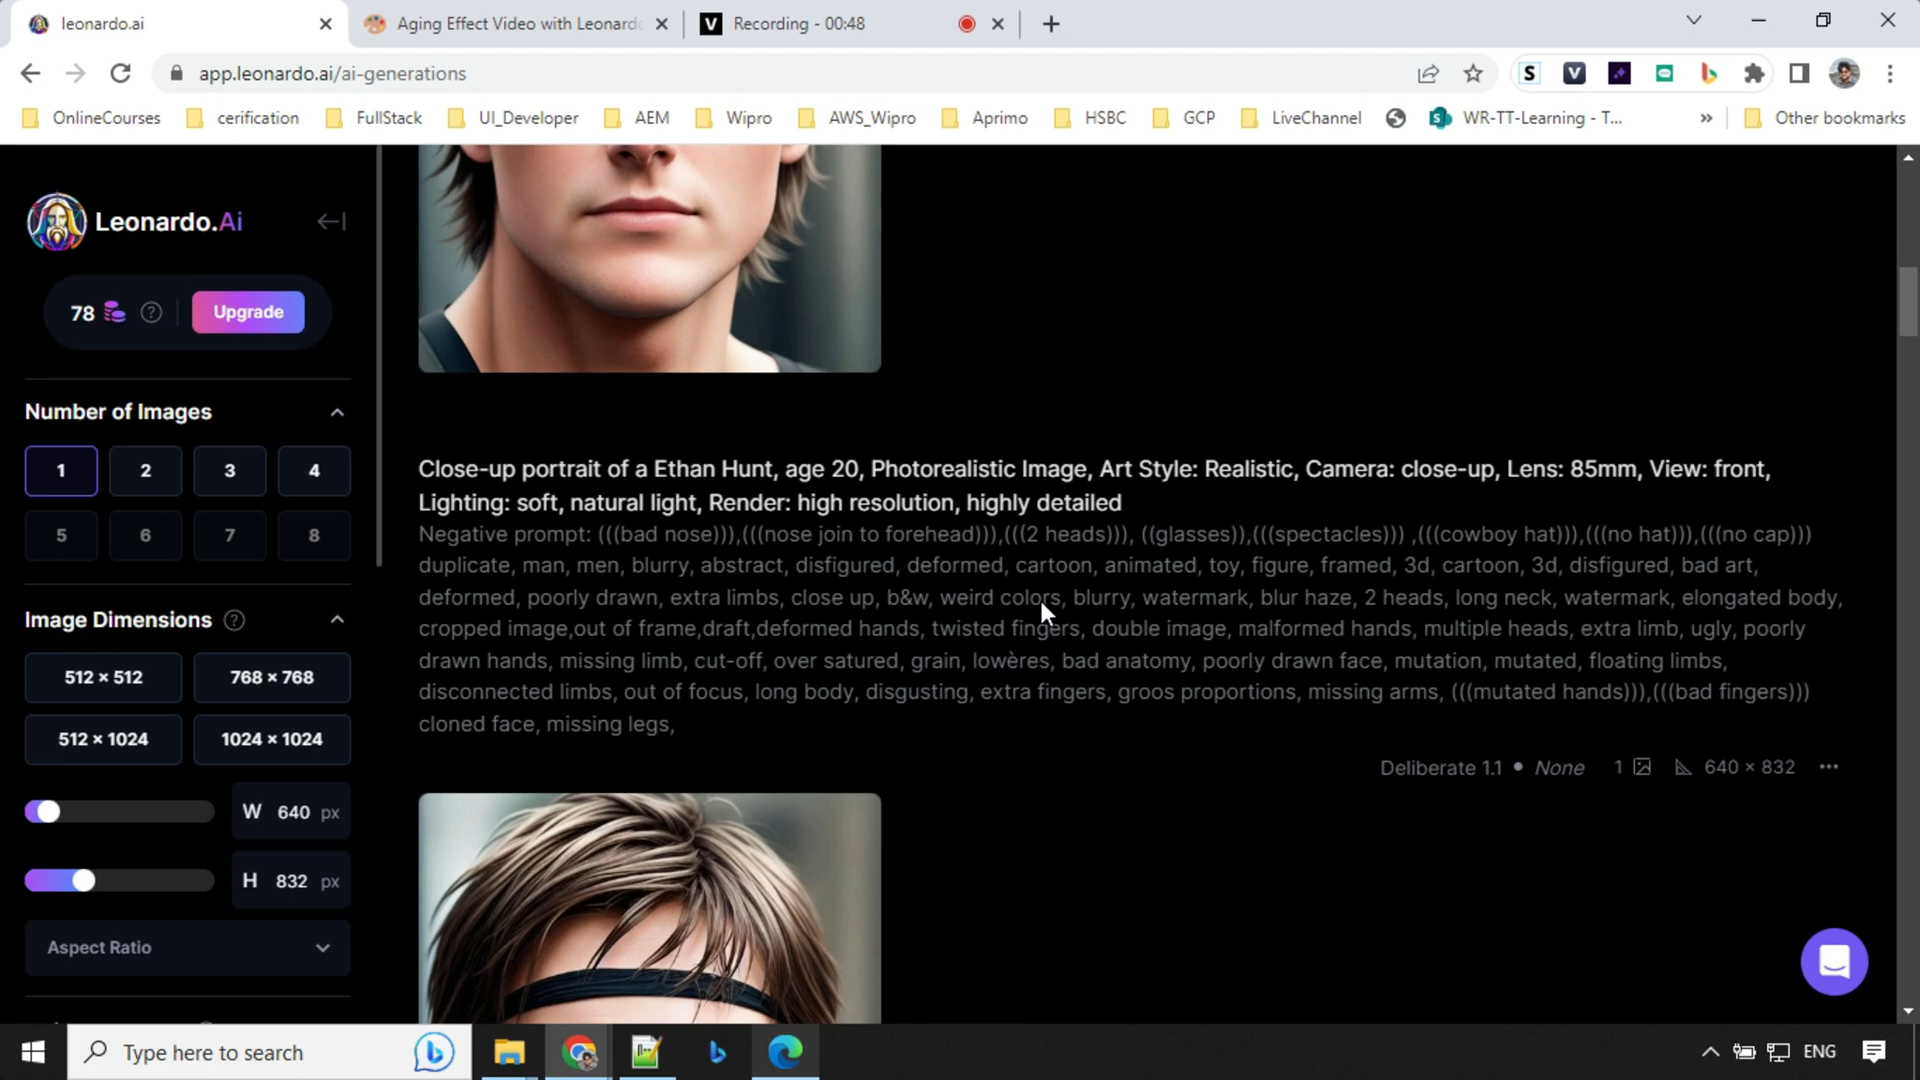 leonardo.ai
Aging Effect Video with Leonardo
V
Recording - 00:48
app.leonardo.ai/ai-generations
S
V
b
OnlineCourses
cerification
FullStack
UI_Developer
AEM
Wipro
AWS_Wipro
Aprimo
HSBC
GCP
LiveChannel
S
WR-TT-Learning - T...
»
Other bookmarks
Leonardo.Ai
78
?
Upgrade
Number of Images
1
2
3
4
5
6
7
8
Image Dimensions
?
512 × 512
768 × 768
512 × 1024
1024 × 1024
W 640 px
H 832 px
Aspect Ratio
Close-up portrait of a Ethan Hunt, age 20, Photorealistic Image, Art Style: Realistic, Camera: close-up, Lens: 85mm, View: front,
Lighting: soft, natural light, Render: high resolution, highly detailed
Negative prompt: (((bad nose))),(((nose join to forehead))),(((2 heads))), ((glasses)),(((spectacles))) ,(((cowboy hat))),(((no hat))),(((no cap)))
duplicate, man, men, blurry, abstract, disfigured, deformed, cartoon, animated, toy, figure, framed, 3d, cartoon, 3d, disfigured, bad art,
deformed, poorly drawn, extra limbs, close up, b&w, weird colors, blurry, watermark, blur haze, 2 heads, long neck, watermark, elongated body,
cropped image,out of frame,draft,deformed hands, twisted fingers, double image, malformed hands, multiple heads, extra limb, ugly, poorly
drawn hands, missing limb, cut-off, over satured, grain, lowères, bad anatomy, poorly drawn face, mutation, mutated, floating limbs,
disconnected limbs, out of focus, long body, disgusting, extra fingers, groos proportions, missing arms, (((mutated hands))),(((bad fingers)))
cloned face, missing legs,
Deliberate 1.1 • None 1 640 × 832 •••
Type here to search
ENG